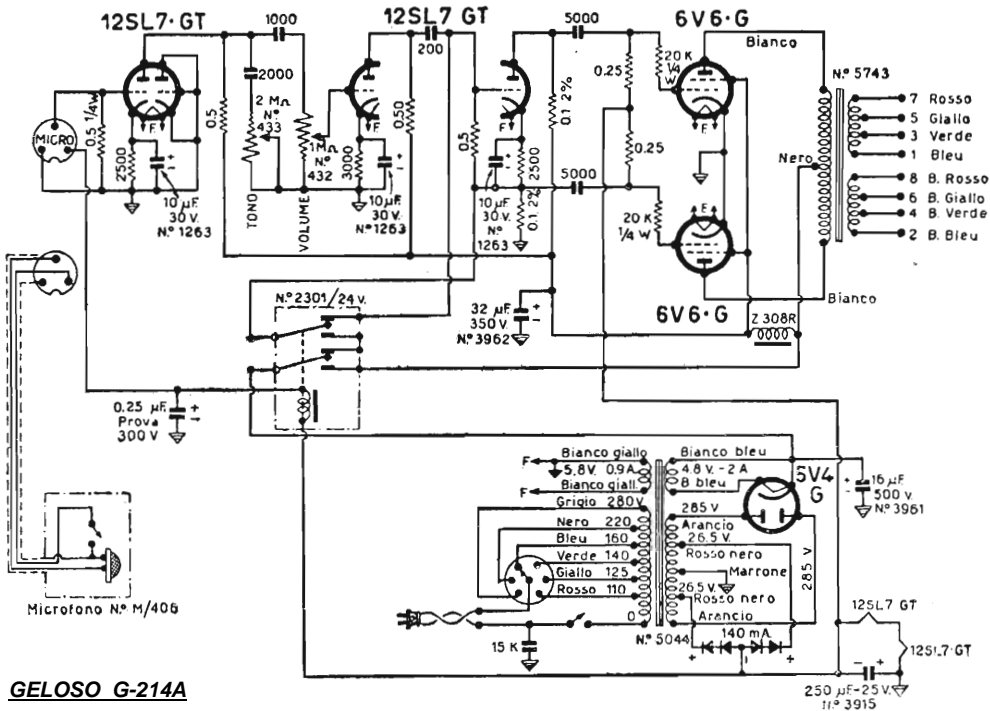 12SL7·GT
1000
12SL7·GT
200
5000
6V6·G
Bianco
2000
0.25
20 K
1/4
W
N.º 5743
MICRO
0.5 1/4W
F.
0.5
2 MΩ
N.º
433
1MΩ
N.º
432
F.
0.50
0.5
F.
0.1 2%
F.
7 Rosso
5 Giallo
3 Verde
1 Bleu
Nero
0.25
2500
3000
2500
5000
8 B. Rosso
6 B. Giallo
4 B. Verde
2 B. Bleu
10 µF.
30 V.
N.º 1263
TONO
VOLUME
10 µF.
30 V.
N.º 1263
10 µF.
30 V.
N.º
1263
0.1 2%
20 K
1/4 W
F.
Bianco
6V6·G
N.º 2301/24 v.
32 µF.
350 V.
N.º 3962
Z 308R
0.25 µF.
Prova
300 V
+
−
Bianco giallo
F
5,8V. 0.9A
Bianco giall.
F
Bianco bleu
4.8 V. - 2 A
B bleu
5V4
G
16 µF.
500 V.
N.º 3961
Grigio 280V
Nero 220
Bleu 160
Verde 140
Giallo 125
Rosso 110
0
285 V
Arancio
26.5 V.
Rosso nero
Marrone
26.5 V.
Rosso nero
Arancio
285 V
Microfono N.º M/406
15 K
N.º 5044
140 mA.
+
+
12SL7 GT
12SL7·GT
− +
250 µF-25 V.
N.º 3915
GELOSO G-214A